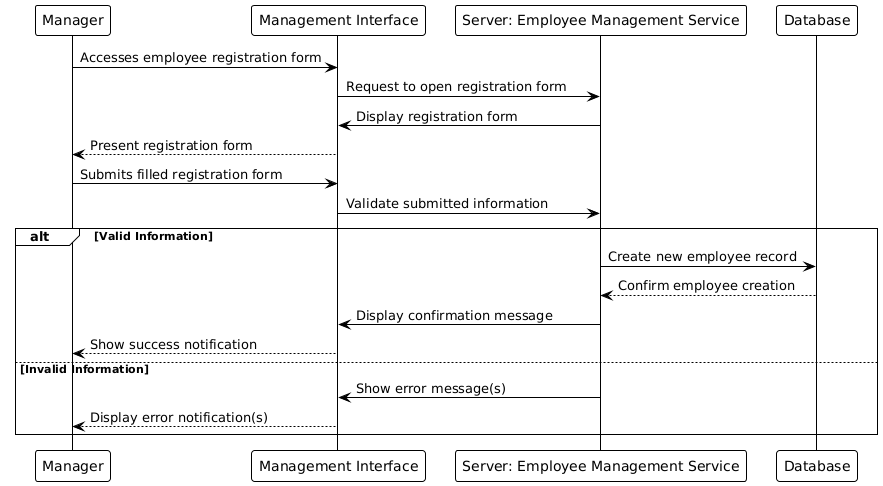 Manager
Management Interface
Server: Employee Management Service
Database
Accesses employee registration form
Request to open registration form
Display registration form
Present registration form
Submits filled registration form
Validate submitted information
alt
[Valid Information]
Create new employee record
Confirm employee creation
Display confirmation message
Show success notification
[Invalid Information]
Show error message(s)
Display error notification(s)
Manager
Management Interface
Server: Employee Management Service
Database